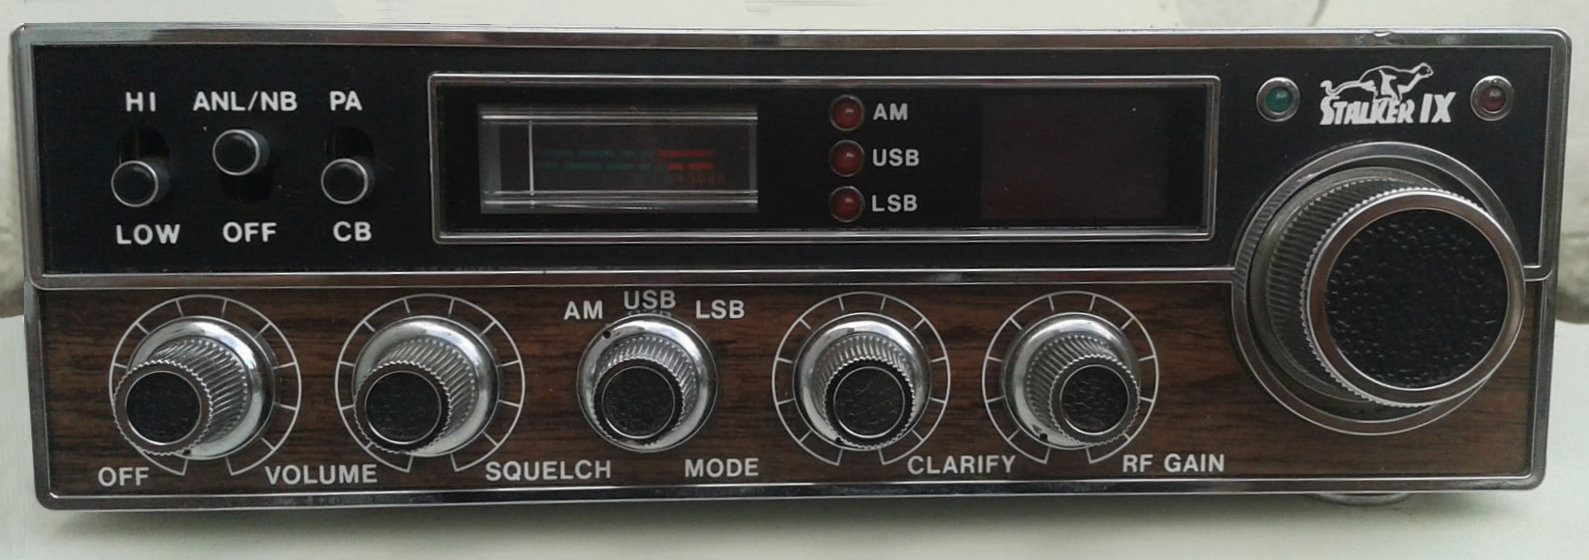 HI ANL/NB PA
LOW OFF CB
AM
USB
LSB
STALKER IX
AM USB LSB
OFF VOLUME SQUELCH MODE CLARIFY RF GAIN